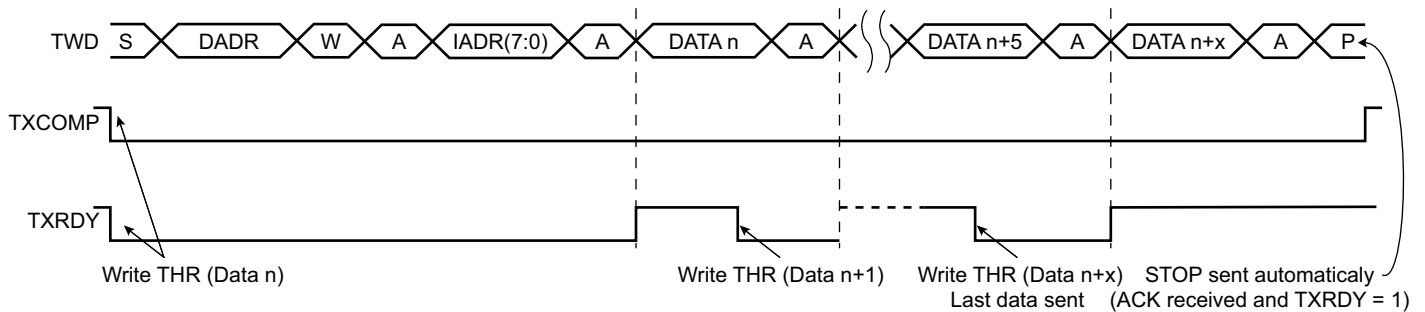 TWD S DADR W A IADR(7:0) A DATA n A DATA n+5 A DATA n+x A P
TXCOMP
TXRDY
Write THR (Data n) Write THR (Data n+1) Write THR (Data n+x) STOP sent automaticaly
Last data sent (ACK received and TXRDY = 1)